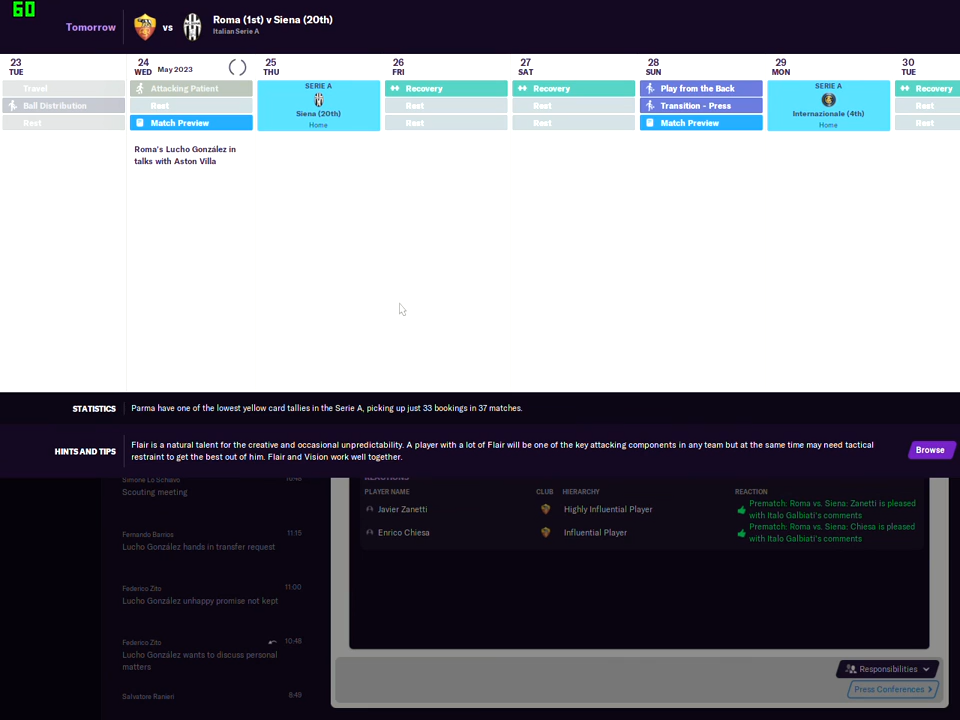 60
Tomorrow
vs
Roma (1st) v Siena (20th)
Italian Serie A
23
TUE
24
WED
May 2023
25
THU
26
FRI
27
SAT
28
SUN
29
MON
30
TUE
Travel
Ball Distribution
Rest
Attacking Patient
Rest
Match Preview
SERIE A
Siena (20th)
Home
Recovery
Rest
Rest
Recovery
Rest
Rest
Play from the Back
Transition - Press
Match Preview
SERIE A
Internazionale (4th)
Home
Recovery
Rest
Rest
Roma's Lucho González in
talks with Aston Villa
STATISTICS
Parma have one of the lowest yellow card tallies in the Serie A, picking up just 33 bookings in 37 matches.
HINTS AND TIPS
Flair is a natural talent for the creative and occasional unpredictability. A player with a lot of Flair will be one of the key attacking components in any team but at the same time may need tactical
restraint to get the best out of him. Flair and Vision work well together.
Browse
Simone Lo Schiavo
Scouting meeting
Fernando Barrios
11:15
Lucho González hands in transfer request
Federico Zito
11:00
Lucho González unhappy promise not kept
Federico Zito
10:48
Lucho González wants to discuss personal
matters
Salvatore Ranieri
8:49
REACTIONS
PLAYER NAME
CLUB
HIERARCHY
REACTION
Javier Zanetti
Highly Influential Player
Prematch: Roma vs. Siena: Zanetti is pleased
with Italo Galbiati's comments
Enrico Chiesa
Influential Player
Prematch: Roma vs. Siena: Chiesa is pleased
with Italo Galbiati's comments
Responsibilities
Press Conferences